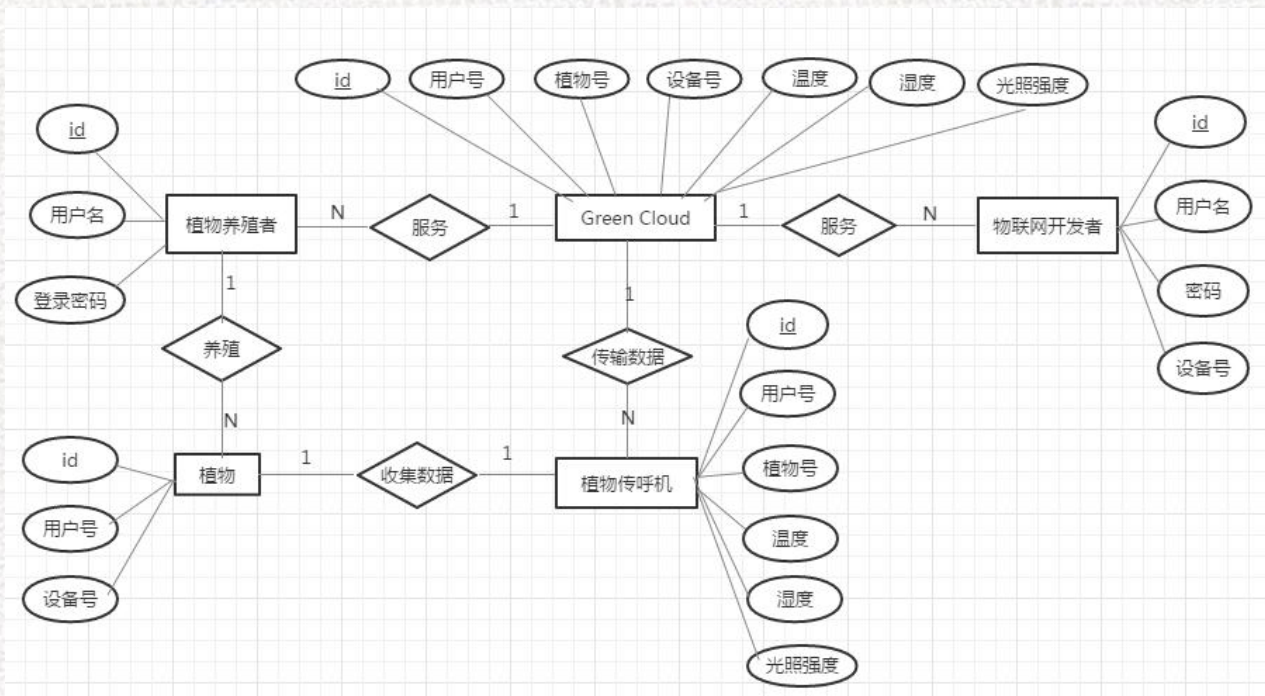 id
用户号
植物号
设备号
温度
湿度
光照强度
id
用户名
登录密码
植物养殖者
N
服务
1
Green Cloud
1
服务
N
物联网开发者
id
用户名
密码
设备号
1
养殖
N
1
传输数据
N
id
用户号
设备号
植物
1
收集数据
1
植物传呼机
id
用户号
植物号
温度
湿度
光照强度